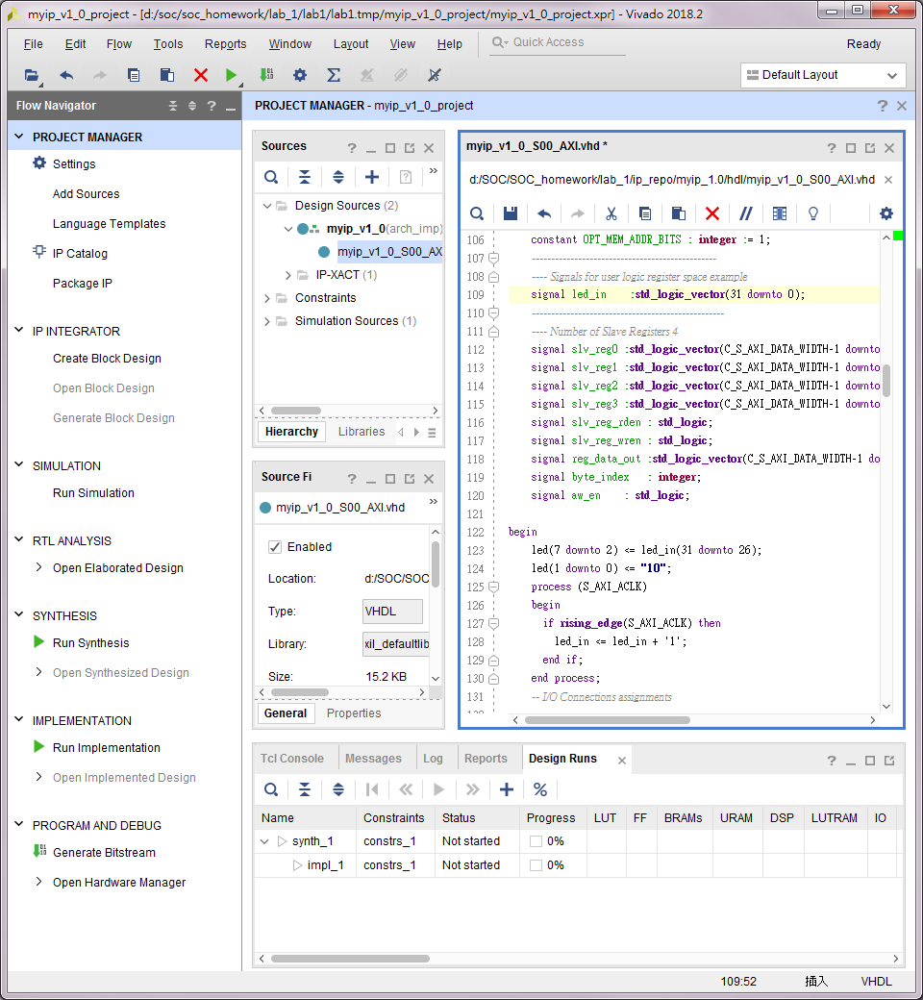 myip_v1_0_project - [d:/soc/soc_homework/lab_1/lab1/lab1.tmp/myip_v1_0_project/myip_v1_0_project.xpr] - Vivado 2018.2
File Edit Flow Tools Reports Window Layout View Help Quick Access Ready
Default Layout
Flow Navigator
PROJECT MANAGER
Settings
Add Sources
Language Templates
IP Catalog
Package IP
IP INTEGRATOR
Create Block Design
Open Block Design
Generate Block Design
SIMULATION
Run Simulation
RTL ANALYSIS
Open Elaborated Design
SYNTHESIS
Run Synthesis
Open Synthesized Design
IMPLEMENTATION
Run Implementation
Open Implemented Design
PROGRAM AND DEBUG
Generate Bitstream
Open Hardware Manager
PROJECT MANAGER - myip_v1_0_project
Sources
Design Sources (2)
myip_v1_0(arch_imp)
myip_v1_0_S00_AX
IP-XACT (1)
Constraints
Simulation Sources (1)
Hierarchy Libraries
Source Fi
myip_v1_0_S00_AXI.vhd
Enabled
Location: d:/SOC/SOC
Type: VHDL
Library: xil_defaultlib
Size: 15.2 KB
General Properties
myip_v1_0_S00_AXI.vhd *
d:/SOC/SOC_homework/lab_1/ip_repo/myip_1.0/hdl/myip_v1_0_S00_AXI.vhd
106 constant OPT_MEM_ADDR_BITS : integer := 1;
107 ------------------------------------------------
108 ---- Signals for user logic register space example
109 signal led_in    :std_logic_vector(31 downto 0);
110 --------------------------------------------------
111 ---- Number of Slave Registers 4
112 signal slv_reg0 :std_logic_vector(C_S_AXI_DATA_WIDTH-1 downto
113 signal slv_reg1 :std_logic_vector(C_S_AXI_DATA_WIDTH-1 downto
114 signal slv_reg2 :std_logic_vector(C_S_AXI_DATA_WIDTH-1 downto
115 signal slv_reg3 :std_logic_vector(C_S_AXI_DATA_WIDTH-1 downto
116 signal slv_reg_rden : std_logic;
117 signal slv_reg_wren : std_logic;
118 signal reg_data_out :std_logic_vector(C_S_AXI_DATA_WIDTH-1 do
119 signal byte_index   : integer;
120 signal aw_en    : std_logic;
121
122 begin
123 led(7 downto 2) <= led_in(31 downto 26);
124 led(1 downto 0) <= "10";
125 process (S_AXI_ACLK)
126 begin
127 if rising_edge(S_AXI_ACLK) then
128 led_in <= led_in + '1';
129 end if;
130 end process;
131 -- I/O Connections assignments
Tcl Console Messages Log Reports Design Runs
Name Constraints Status Progress LUT FF BRAMs URAM DSP LUTRAM IO
synth_1 constrs_1 Not started 0%
impl_1 constrs_1 Not started 0%
109:52 插入 VHDL